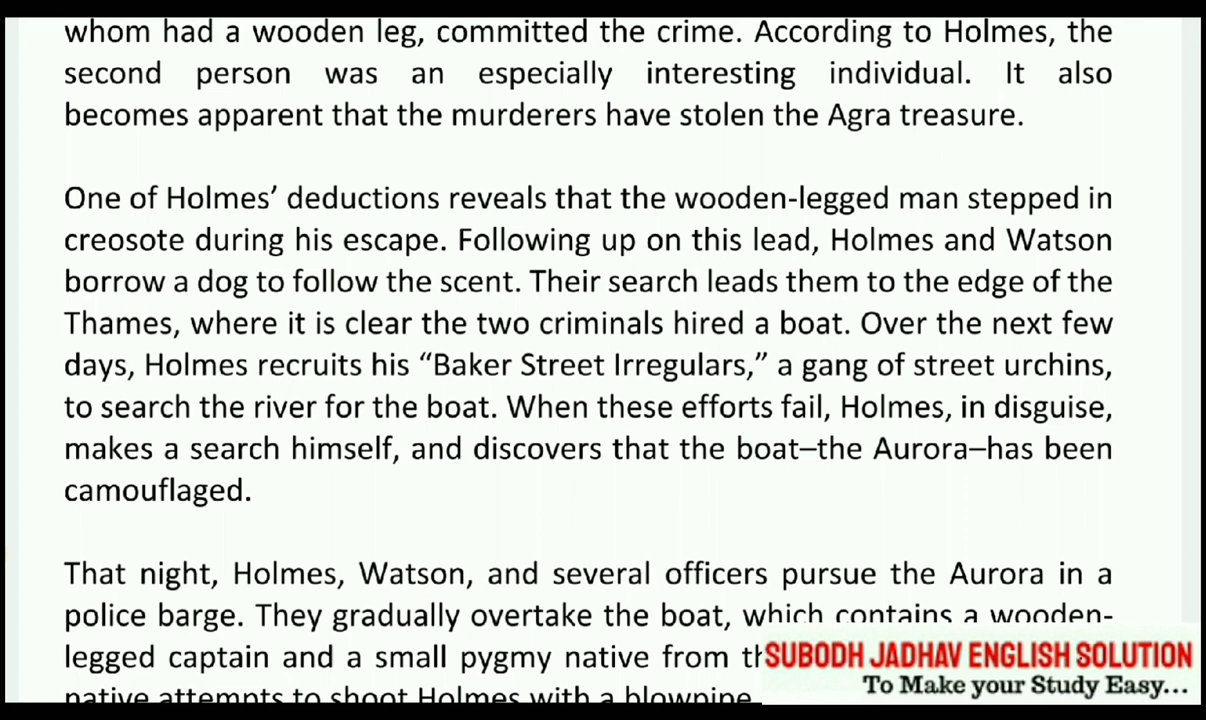 whom had a wooden leg, committed the crime. According to Holmes, the
second person was an especially interesting individual. It also
becomes apparent that the murderers have stolen the Agra treasure.
One of Holmes’ deductions reveals that the wooden-legged man stepped in
creosote during his escape. Following up on this lead, Holmes and Watson
borrow a dog to follow the scent. Their search leads them to the edge of the
Thames, where it is clear the two criminals hired a boat. Over the next few
days, Holmes recruits his “Baker Street Irregulars,” a gang of street urchins,
to search the river for the boat. When these efforts fail, Holmes, in disguise,
makes a search himself, and discovers that the boat–the Aurora–has been
camouflaged.
That night, Holmes, Watson, and several officers pursue the Aurora in a
police barge. They gradually overtake the boat, which contains a wooden-
legged captain and a small pygmy native from
native attempts to shoot Holmes with a blowpipe
SUBODH JADHAV ENGLISH SOLUTION
To Make your Study Easy...